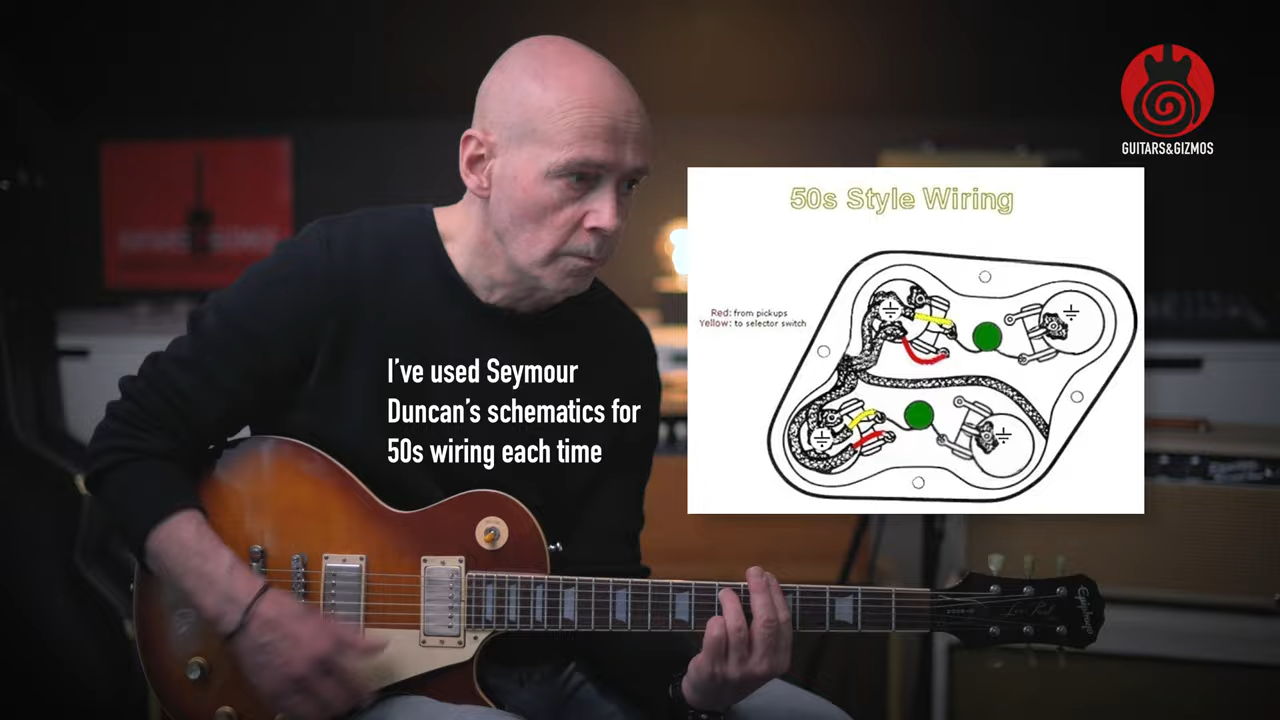 GUITARS&GIZMOS
50s Style Wiring
Red: from pickups
Yellow: to selector switch
I've used Seymour
Duncan's schematics for
50s wiring each time
Les Paul
Epiphone